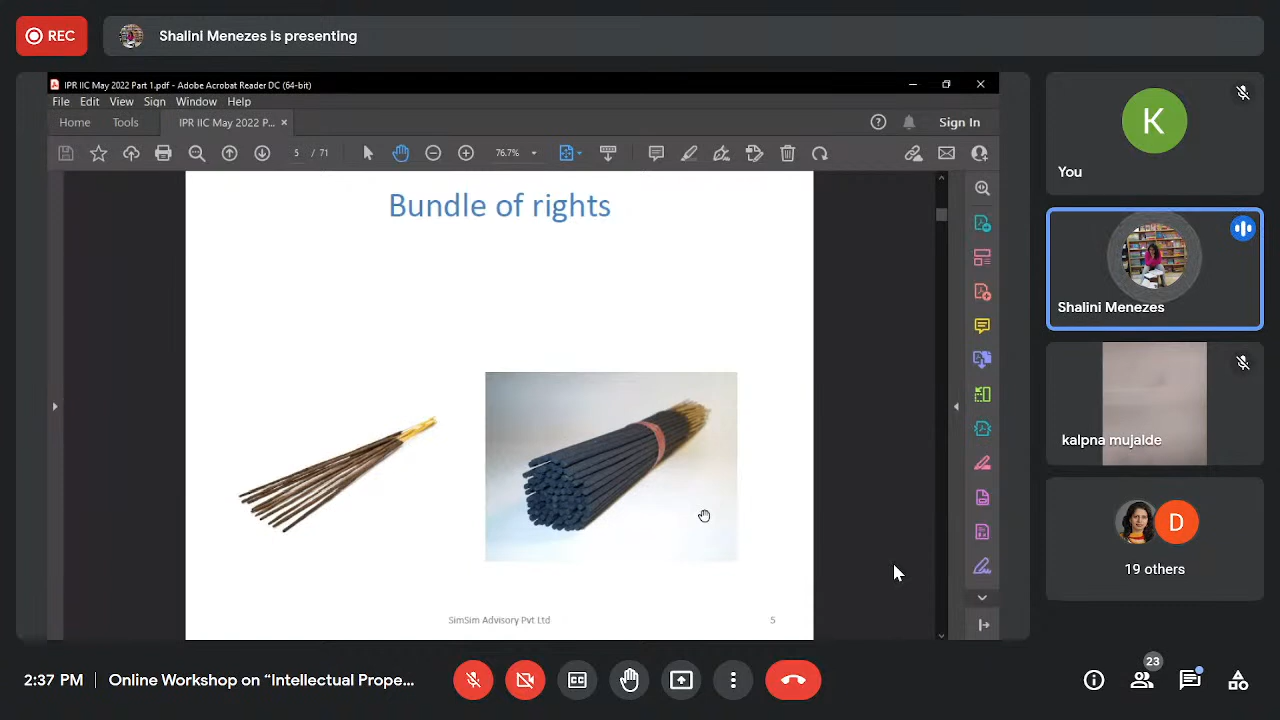 REC
Shalini Menezes is presenting
IPR IIC May 2022 Part 1.pdf - Adobe Acrobat Reader DC (64-bit)
File Edit View Sign Window Help
Home Tools IPR IIC May 2022 P... ×
Sign In
5 / 71 76.7%
Bundle of rights
SimSim Advisory Pvt Ltd 5
K
You
Shalini Menezes
kalpna mujalde
D
19 others
2:37 PM | Online Workshop on “Intellectual Prope...
23